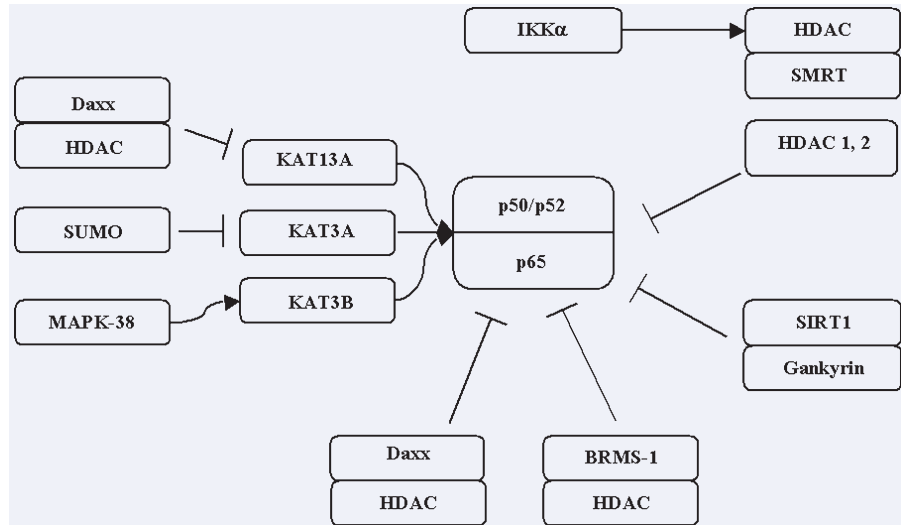 IKKα
HDAC
SMRT
Daxx
HDAC
KAT13A
HDAC 1, 2
p50/p52
SUMO
KAT3A
p65
MAPK-38
KAT3B
SIRT1
Gankyrin
Daxx
HDAC
BRMS-1
HDAC